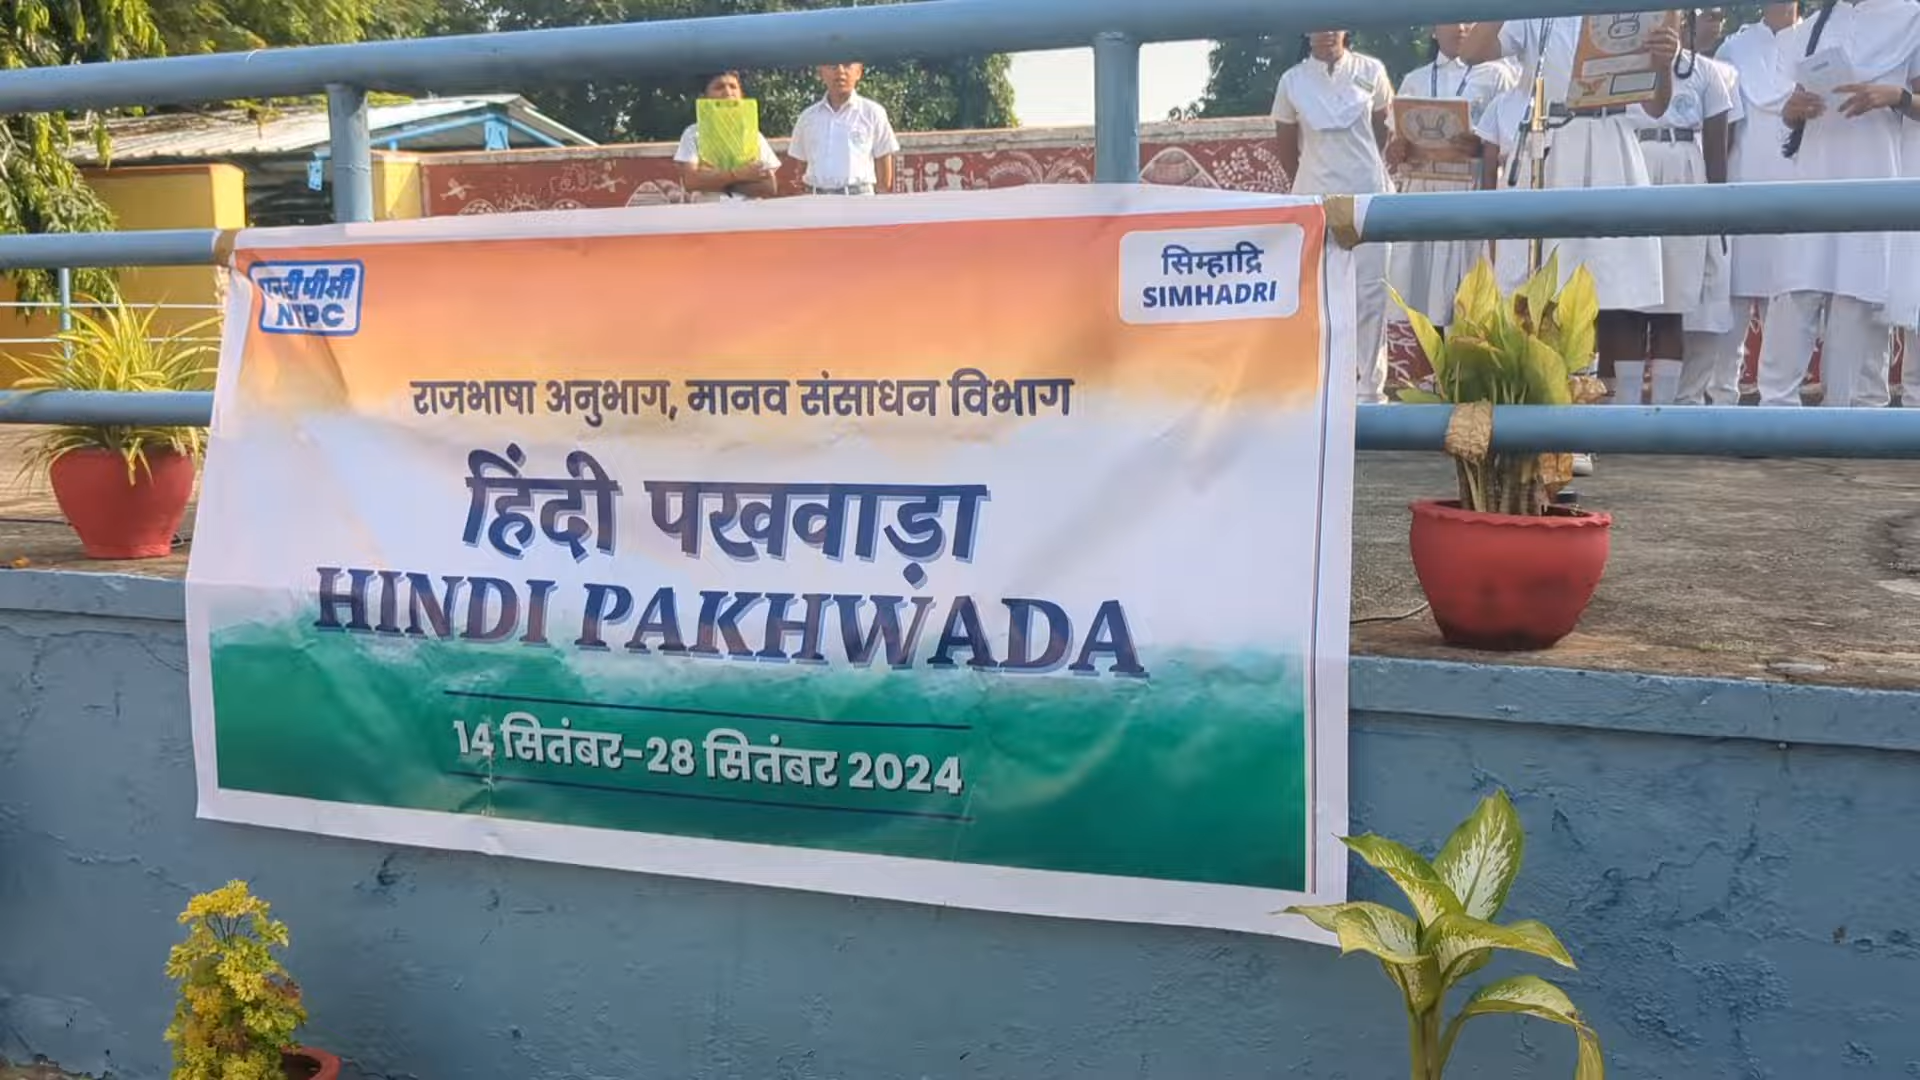 एनटीपीसी
NTPC
सिम्हाद्रि
SIMHADRI
राजभाषा अनुभाग, मानव संसाधन विभाग
हिंदी पखवाड़ा
HINDI PAKHWADA
14 सितंबर-28 सितंबर 2024